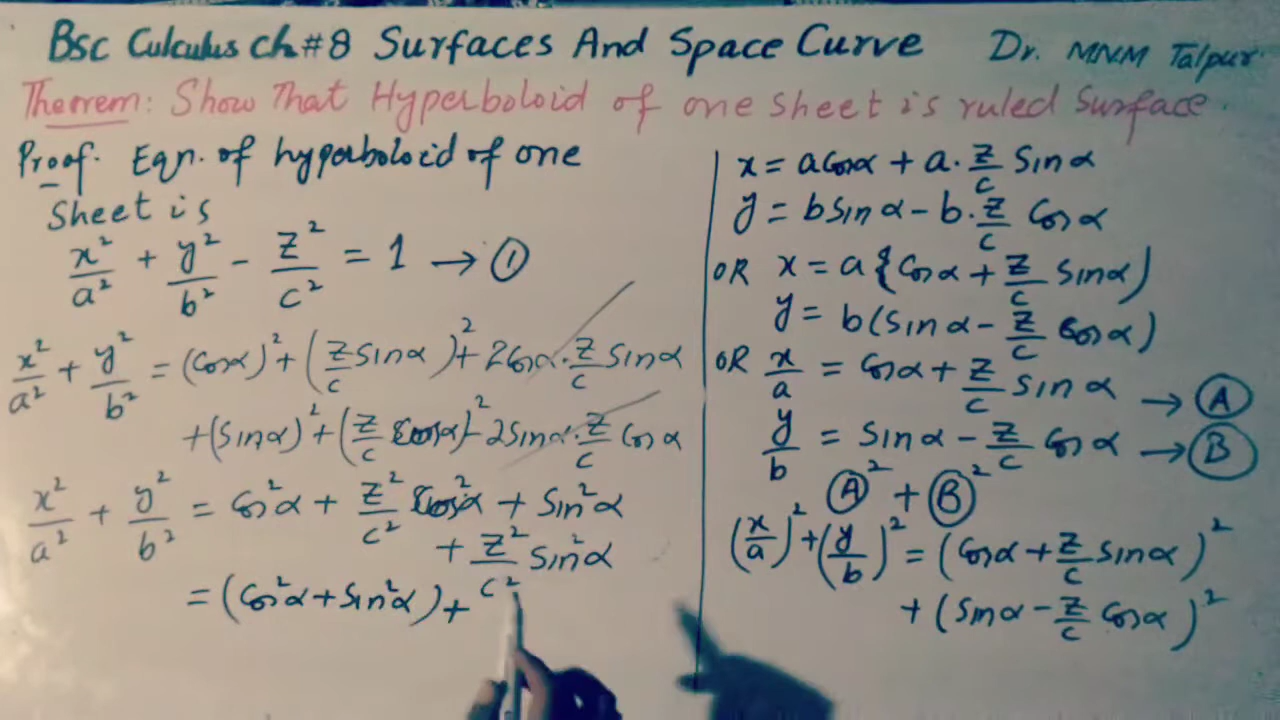 Bsc Calculus Ch#8 Surfaces And Space Curve Dr. MNM Talpur
Theorem: Show That Hyperboloid of one sheet is ruled Surface.
Proof. Eqn. of hyperboloid of one
Sheet is
x²/a² + y²/b² - z²/c² = 1 → ①
x²/a² + y²/b² = (Cosα)² + (z/c Sinα)² + 2Cosα · z/c Sinα
+ (Sinα)² + (z/c Cosα)² - 2Sinα · z/c Cosα
x²/a² + y²/b² = Cos²α + z²/c² Cos²α + Sin²α
+ z²/c² Sin²α
= (Cos²α + Sin²α) +
x = a Cosα + a · z/c Sinα
y = b Sinα - b · z/c Cosα
OR x = a {Cosα + z/c Sinα)
y = b (Sinα - z/c Cosα)
OR x/a = Cosα + z/c Sinα → Ⓐ
y/b = Sinα - z/c Cosα → Ⓑ
Ⓐ² + Ⓑ²
(x/a)² + (y/b)² = (Cosα + z/c Sinα)²
+ (Sinα - z/c Cosα)²